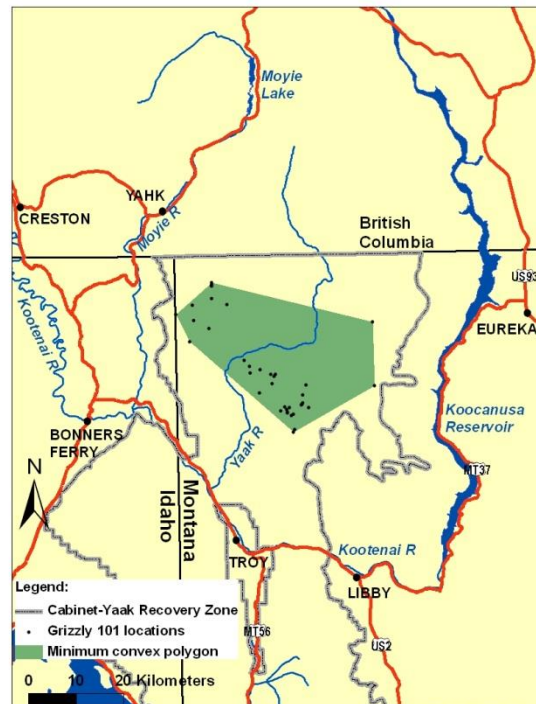 Moyie
Lake
YAHK
CRESTON
Moyie R
British
Columbia
US93
Kootenai R
EUREKA
Koocanusa
Reservoir
BONNERS
FERRY
Yaak R
N
MT37
Montana
Idaho
TROY
Kootenai R
LIBBY
Legend:
Cabinet-Yaak Recovery Zone
Grizzly 101 locations
Minimum convex polygon
MT56
US2
0 10 20 Kilometers